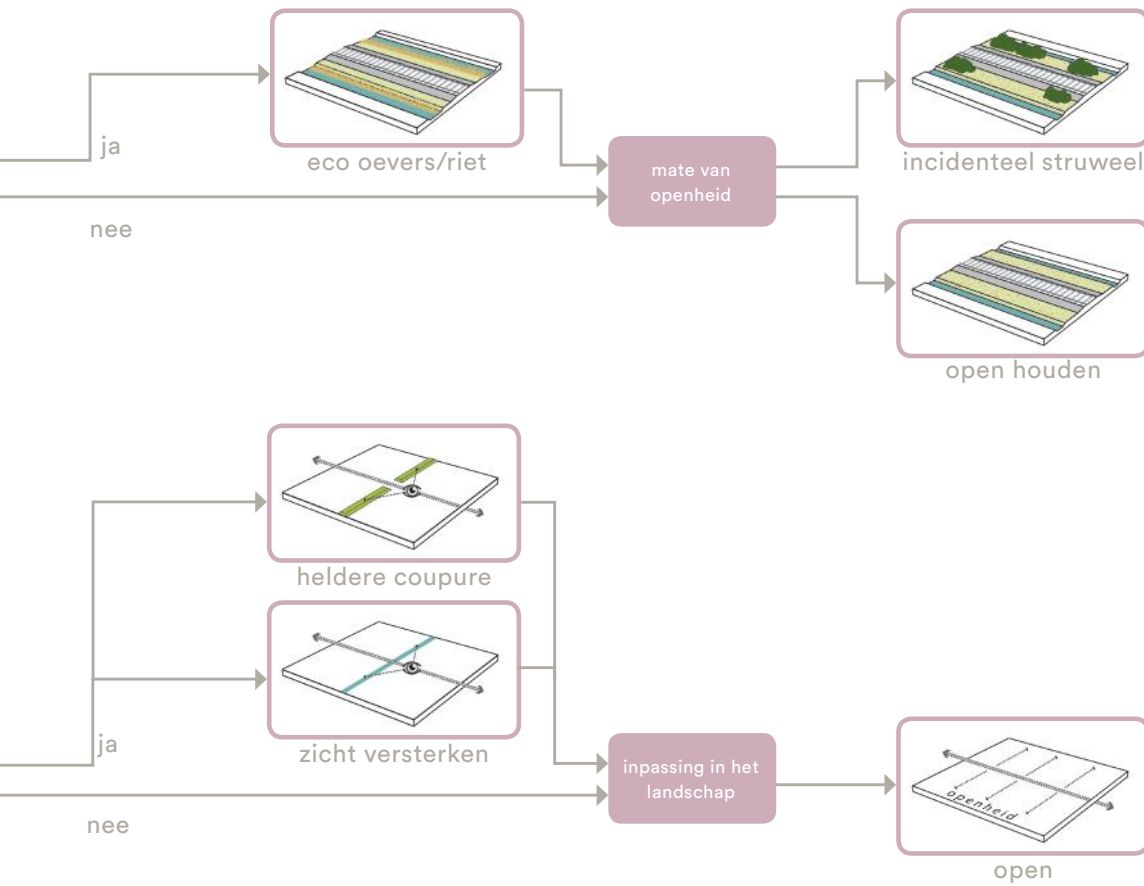 ja
eco oevers/riet
nee
mate van
openheid
incidenteel struweel
open houden
heldere coupure
ja
zicht versterken
nee
inpassing in het
landschap
openheid
open